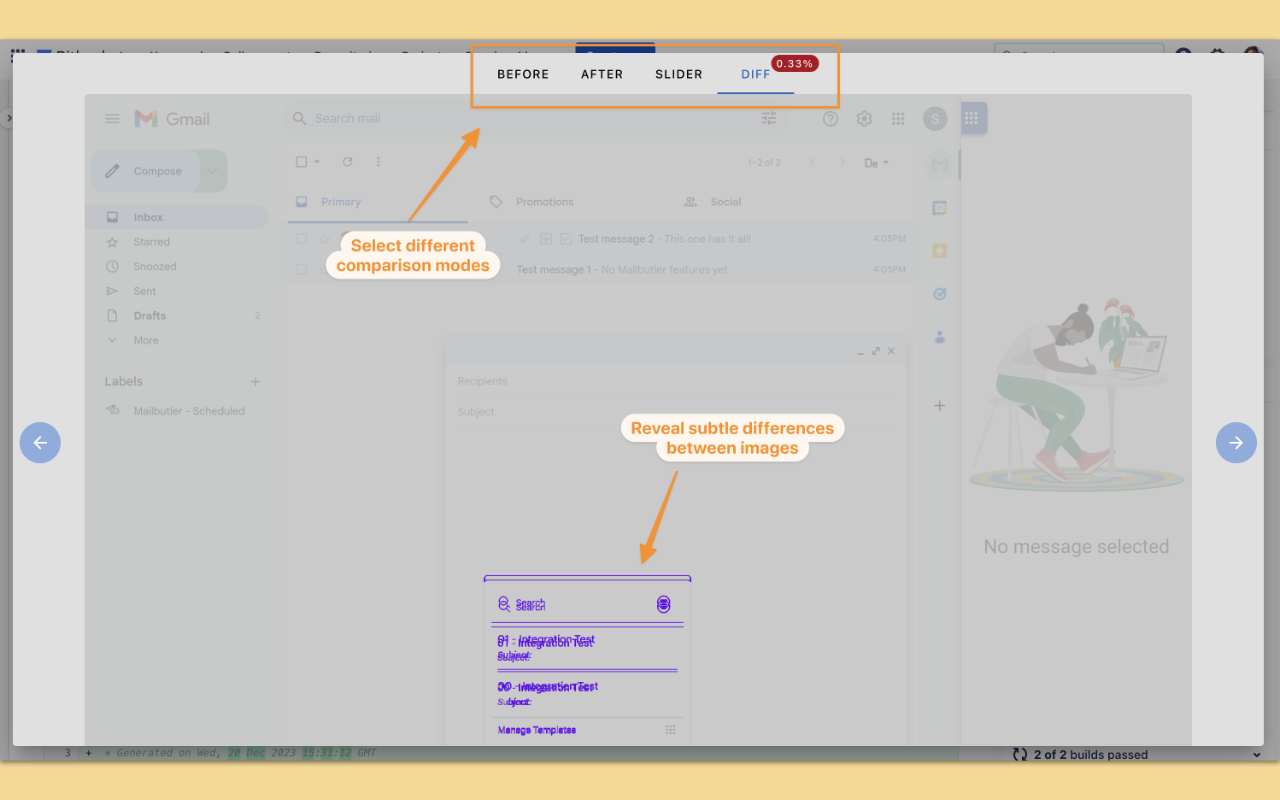 BEFORE AFTER SLIDER DIFF 0.33%
Gmail
Search mail
S
Compose
1-2 of 2
Primary
Promotions
Social
Inbox
Starred
Snoozed
Sent
Drafts 2
More
Labels
Mailbutler - Scheduled
Test message 2 - This one has it all! 4:05PM
Test message 1 - No Mailbutler features yet 4:05PM
Select different
comparison modes
Recipients
Subject
Reveal subtle differences
between images
Search
01 - Integration Test
Subject:
00 - Integration Test
Subject:
Manage Templates
No message selected
3 + * Generated on Wed, 20 Dec 2023 15:31:12 GMT
2 of 2 builds passed